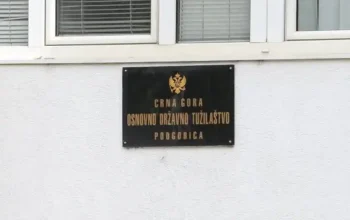 CRNA GORA
OSNOVNO DRŽAVNO TUŽILAŠTVO
PODGORICA